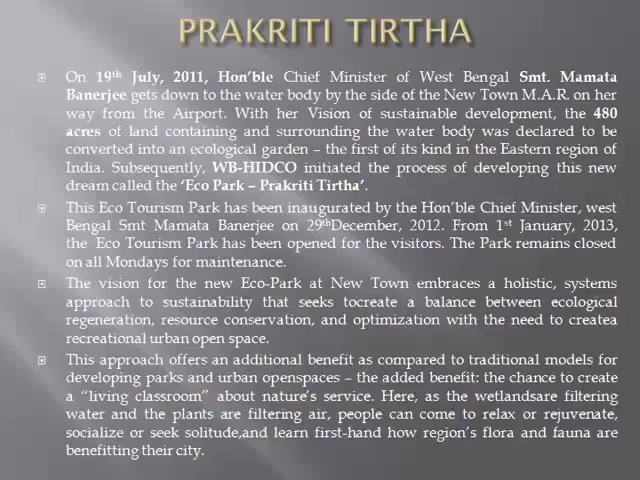 PRAKRITI TIRTHA
On 19th July, 2011, Hon'ble Chief Minister of West Bengal Smt. Mamata
Banerjee gets down to the water body by the side of the New Town M.A.R. on her
way from the Airport. With her Vision of sustainable development, the 480
acres of land containing and surrounding the water body was declared to be
converted into an ecological garden – the first of its kind in the Eastern region of
India. Subsequently, WB-HIDCO initiated the process of developing this new
dream called the 'Eco Park – Prakriti Tirtha'.
This Eco Tourism Park has been inaugurated by the Hon'ble Chief Minister, west
Bengal Smt Mamata Banerjee on 29thDecember, 2012. From 1st January, 2013,
the Eco Tourism Park has been opened for the visitors. The Park remains closed
on all Mondays for maintenance.
The vision for the new Eco-Park at New Town embraces a holistic, systems
approach to sustainability that seeks tocreate a balance between ecological
regeneration, resource conservation, and optimization with the need to createa
recreational urban open space.
This approach offers an additional benefit as compared to traditional models for
developing parks and urban openspaces – the added benefit: the chance to create
a "living classroom" about nature's service. Here, as the wetlandsare filtering
water and the plants are filtering air, people can come to relax or rejuvenate,
socialize or seek solitude,and learn first-hand how region's flora and fauna are
benefitting their city.